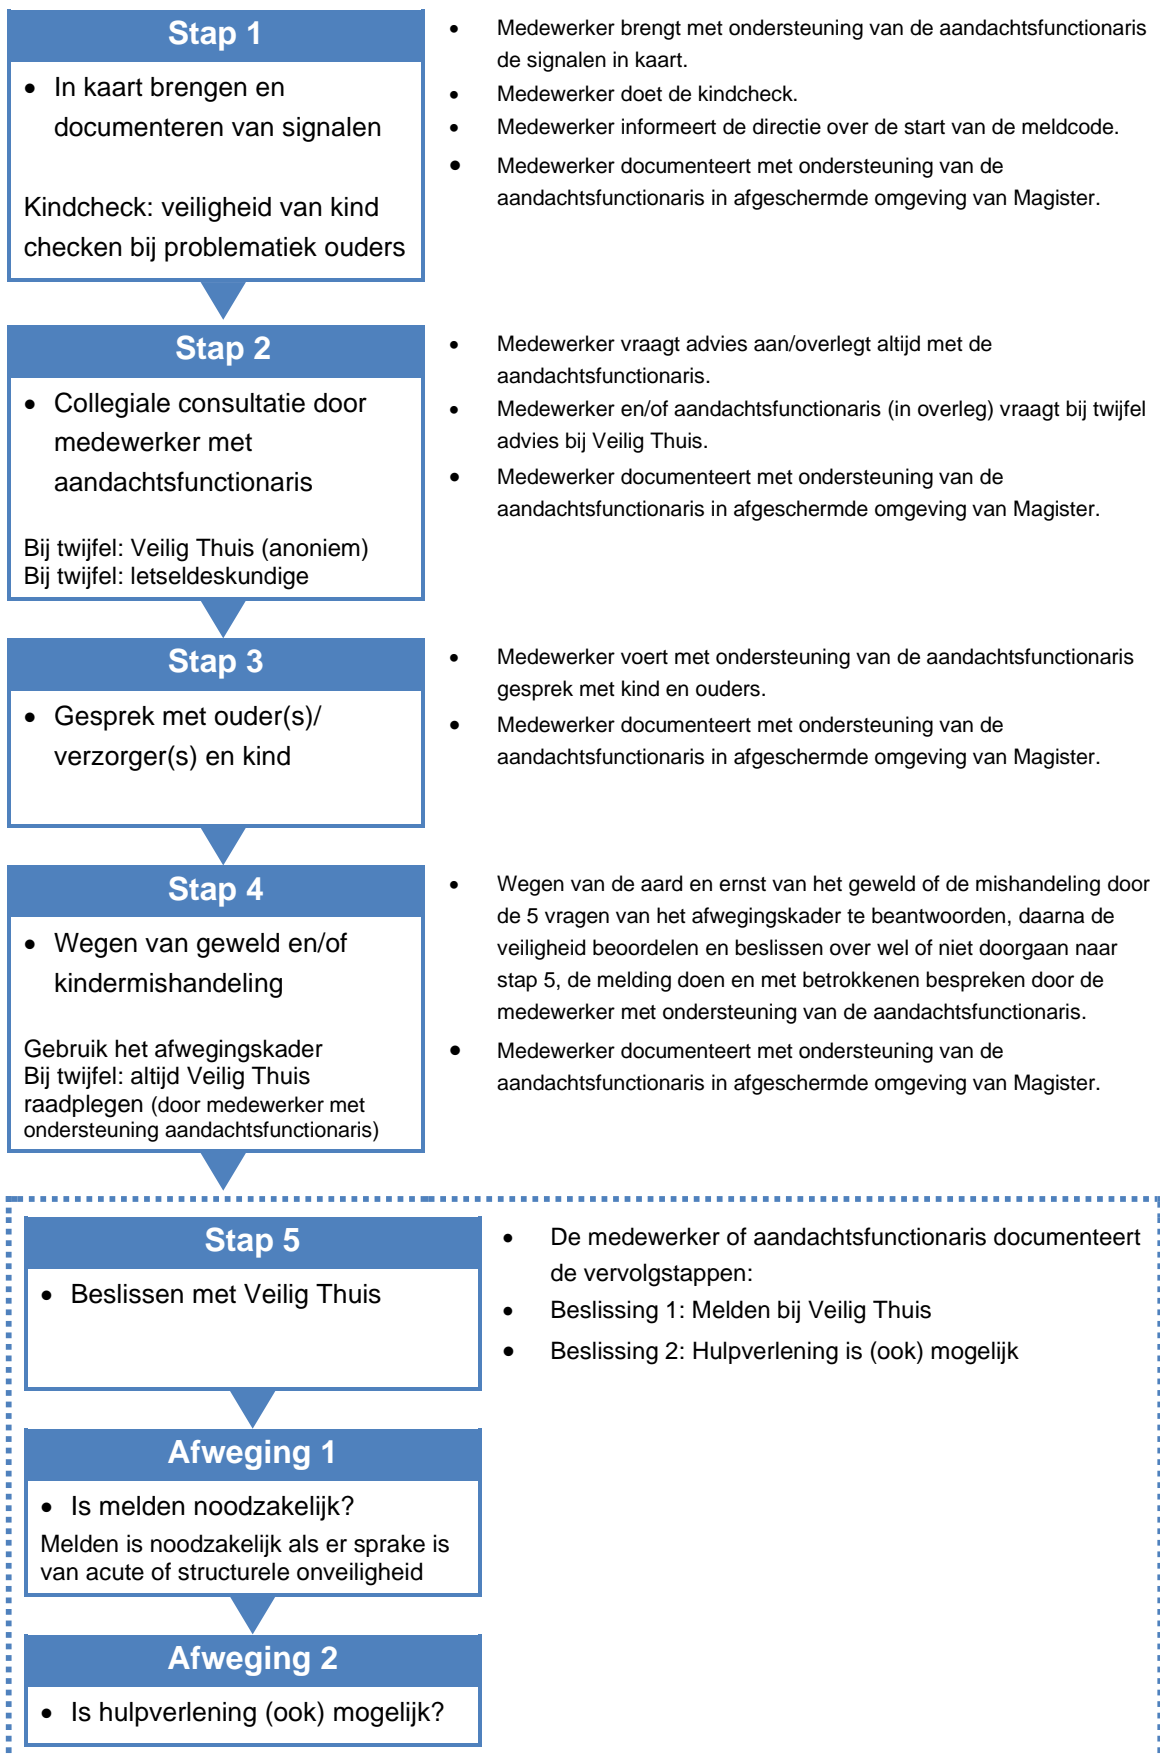 Stap 1
• In kaart brengen en
documenteren van signalen
Kindcheck: veiligheid van kind
checken bij problematiek ouders
• Medewerker brengt met ondersteuning van de aandachtsfunctionaris
de signalen in kaart.
• Medewerker doet de kindcheck.
• Medewerker informeert de directie over de start van de meldcode.
• Medewerker documenteert met ondersteuning van de
aandachtsfunctionaris in afgeschermde omgeving van Magister.
Stap 2
• Collegiale consultatie door
medewerker met
aandachtsfunctionaris
Bij twijfel: Veilig Thuis (anoniem)
Bij twijfel: letseldeskundige
• Medewerker vraagt advies aan/overlegt altijd met de
aandachtsfunctionaris.
• Medewerker en/of aandachtsfunctionaris (in overleg) vraagt bij twijfel
advies bij Veilig Thuis.
• Medewerker documenteert met ondersteuning van de
aandachtsfunctionaris in afgeschermde omgeving van Magister.
Stap 3
• Gesprek met ouder(s)/
verzorger(s) en kind
• Medewerker voert met ondersteuning van de aandachtsfunctionaris
gesprek met kind en ouders.
• Medewerker documenteert met ondersteuning van de
aandachtsfunctionaris in afgeschermde omgeving van Magister.
Stap 4
• Wegen van geweld en/of
kindermishandeling
Gebruik het afwegingskader
Bij twijfel: altijd Veilig Thuis
raadplegen (door medewerker met
ondersteuning aandachtsfunctionaris)
• Wegen van de aard en ernst van het geweld of de mishandeling door
de 5 vragen van het afwegingskader te beantwoorden, daarna de
veiligheid beoordelen en beslissen over wel of niet doorgaan naar
stap 5, de melding doen en met betrokkenen bespreken door de
medewerker met ondersteuning van de aandachtsfunctionaris.
• Medewerker documenteert met ondersteuning van de
aandachtsfunctionaris in afgeschermde omgeving van Magister.
Stap 5
• Beslissen met Veilig Thuis
• De medewerker of aandachtsfunctionaris documenteert
de vervolgstappen:
• Beslissing 1: Melden bij Veilig Thuis
• Beslissing 2: Hulpverlening is (ook) mogelijk
Afweging 1
• Is melden noodzakelijk?
Melden is noodzakelijk als er sprake is
van acute of structurele onveiligheid
Afweging 2
• Is hulpverlening (ook) mogelijk?